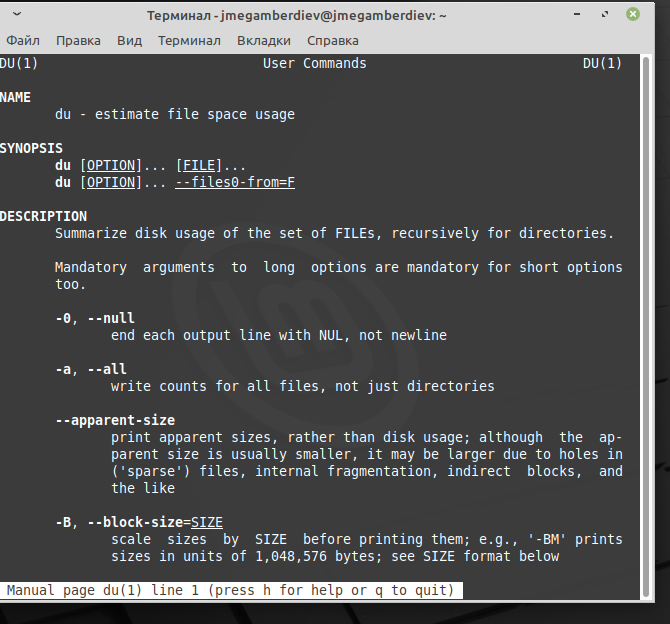 Терминал - jmegamberdiev@jmegamberdiev: ~
Файл Правка Вид Терминал Вкладки Справка
DU(1) User Commands DU(1)
NAME
du - estimate file space usage
SYNOPSIS
du [OPTION]... [FILE]...
du [OPTION]... --files0-from=F
DESCRIPTION
Summarize disk usage of the set of FILEs, recursively for directories.
Mandatory arguments to long options are mandatory for short options
too.
-0, --null
end each output line with NUL, not newline
-a, --all
write counts for all files, not just directories
--apparent-size
print apparent sizes, rather than disk usage; although the ap-
parent size is usually smaller, it may be larger due to holes in
('sparse') files, internal fragmentation, indirect blocks, and
the like
-B, --block-size=SIZE
scale sizes by SIZE before printing them; e.g., '-BM' prints
sizes in units of 1,048,576 bytes; see SIZE format below
Manual page du(1) line 1 (press h for help or q to quit)